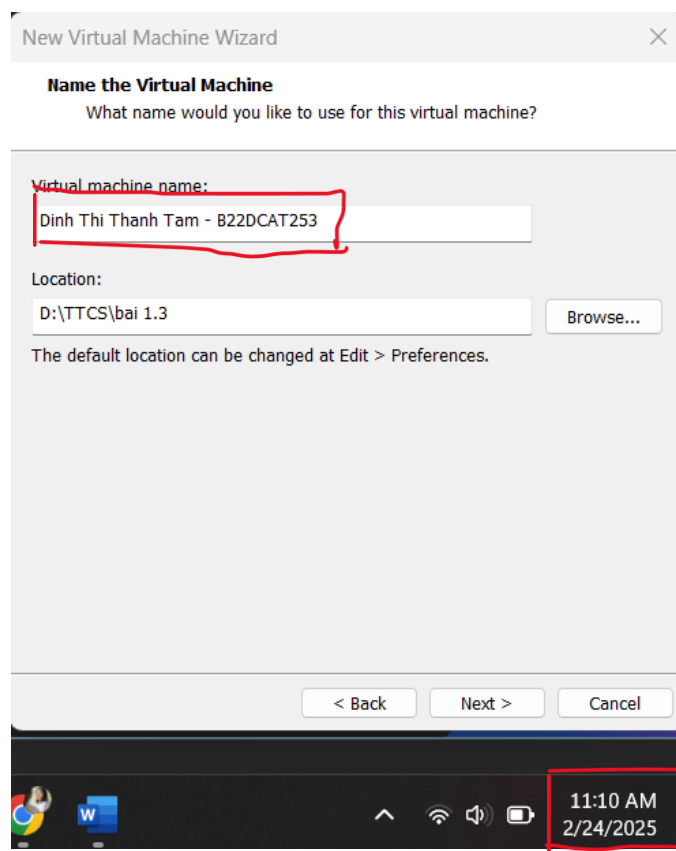 New Virtual Machine Wizard
Name the Virtual Machine
What name would you like to use for this virtual machine?
Virtual machine name:
Dinh Thi Thanh Tam - B22DCAT253
Location:
D:\TTCS\bai 1.3
Browse...
The default location can be changed at Edit > Preferences.
< Back Next > Cancel
W
11:10 AM
2/24/2025